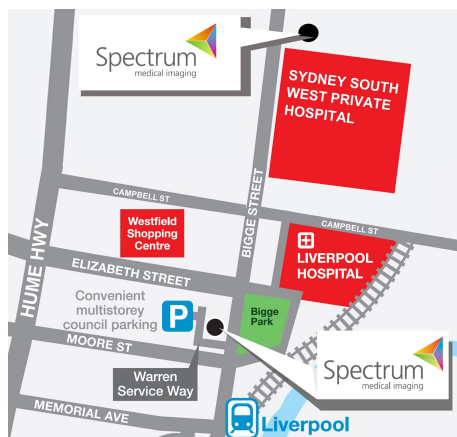 Spectrum
medical imaging
SYDNEY SOUTH
WEST PRIVATE
HOSPITAL
CAMPBELL ST
CAMPBELL ST
BIGGE STREET
Westfield
Shopping
Centre
LIVERPOOL
HOSPITAL
HUME HWY
ELIZABETH STREET
Convenient
multistorey
council parking
P
Bigge
Park
MOORE ST
Warren
Service Way
Spectrum
medical imaging
MEMORIAL AVE
Liverpool